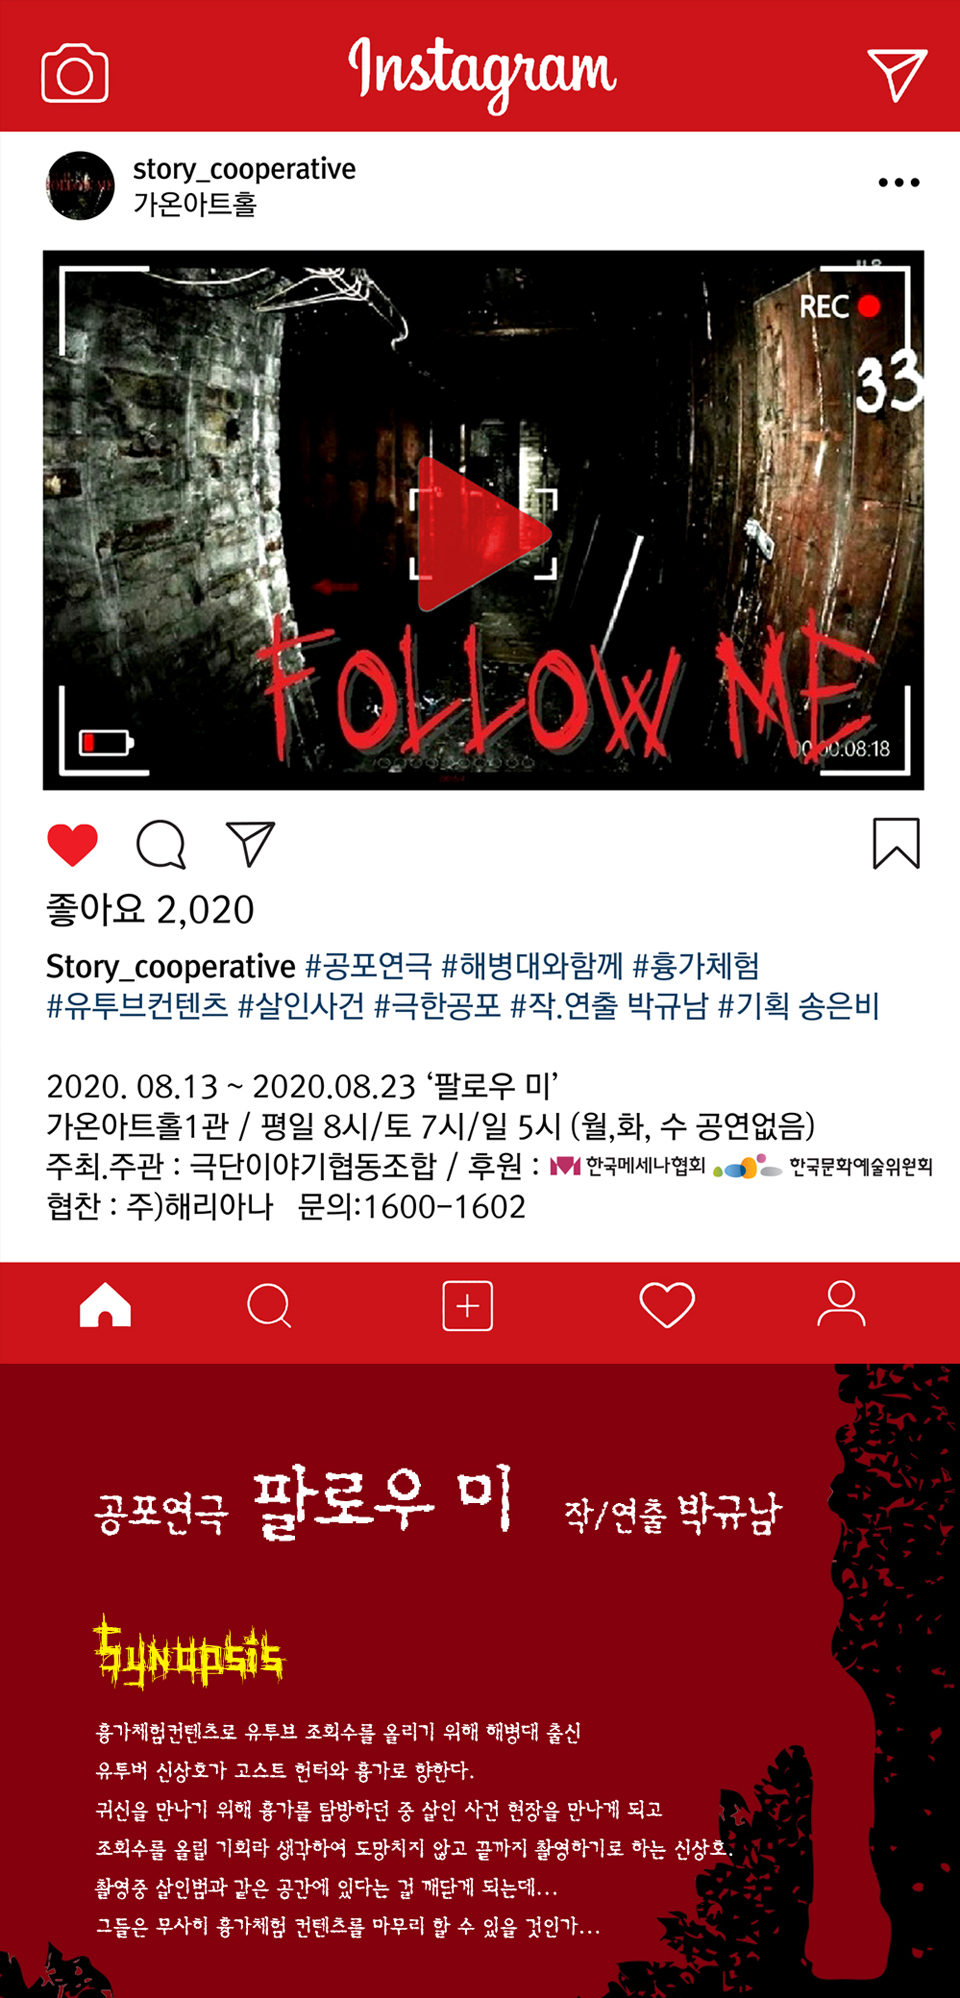 Instagram
story_cooperative
가온아트홀
REC
33
FOLLOW ME
00:00.08:18
좋아요 2,020
Story_cooperative #공포연극 #해병대와함께 #흉가체험
#유투브컨텐츠 #살인사건 #극한공포 #작.연출 박규남 #기획 송은비
2020. 08.13 ~ 2020.08.23 ‘팔로우 미’
가온아트홀1관 / 평일 8시/토 7시/일 5시 (월,화, 수 공연없음)
주최.주관 : 극단이야기협동조합 / 후원 : 한국메세나협회 한국문화예술위원회
협찬 : 주)해리아나 문의:1600-1602
공포연극 팔로우 미 작/연출 박규남
Synopsis
흉가체험컨텐츠로 유투브 조회수를 올리기 위해 해병대 출신
유투버 신상호가 고스트 헌터와 흉가로 향한다.
귀신을 만나기 위해 흉가를 탐방하던 중 살인 사건 현장을 만나게 되고
조회수를 올릴 기회라 생각하여 도망치지 않고 끝까지 촬영하기로 하는 신상호.
촬영중 살인범과 같은 공간에 있다는 걸 깨닫게 되는데...
그들은 무사히 흉가체험 컨텐츠를 마무리 할 수 있을 것인가...